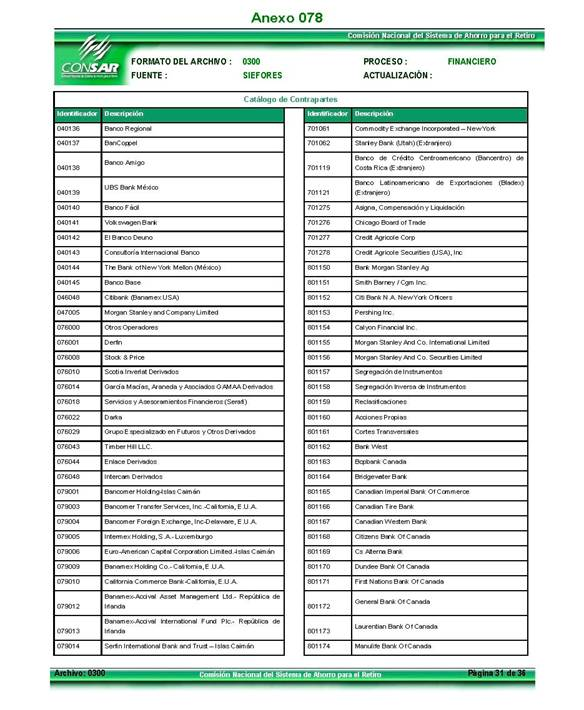 Anexo 078
Comisión Nacional del Sistema de Ahorro para el Retiro
CONSAR
FORMATO DEL ARCHIVO : 0300 PROCESO : FINANCIERO
FUENTE : SIEFORES ACTUALIZACIÒN :
Catálogo de Contrapartes
Identificador Descripción Identificador Descripción
040136 Banco Regional 701061 Commodity Exchange Incorporated – New York
040137 BanCoppel 701062 Stanley Bank (Utah) (Extranjero)
040138 Banco Amigo 701119 Banco de Crédito Centroamericano (Bancentro) de
Costa Rica (Extranjero)
040139 UBS Bank México 701121 Banco Latinoamericano de Exportaciones (Bladex)
(Extranjero)
040140 Banco Fácil 701275 Asigna, Compensación y Liquidación
040141 Volkswagen Bank 701276 Chicago Board of Trade
040142 El Banco Deuno 701277 Credit Agricole Corp
040143 Consultoría Internacional Banco 701278 Credit Agricole Securities (USA), Inc
040144 The Bank of New York Mellon (México) 801150 Bank Morgan Stanley Ag
040145 Banco Base 801151 Smith Barney / Cgm Inc.
046048 Citibank (Banamex USA) 801152 Citi Bank N.A. New York Officers
047005 Morgan Stanley and Company Limited 801153 Pershing Inc.
076000 Otros Operadores 801154 Calyon Financial Inc.
076001 Derfin 801155 Morgan Stanley And Co. International Limited
076008 Stock & Price 801156 Morgan Stanley And Co. Securities Limited
076010 Scotia Inverlat Derivados 801157 Segregación de Instrumentos
076014 García Macías, Araneda y Asociados GAMAA Derivados 801158 Segregación Inversa de Instrumentos
076018 Servicios y Asesoramientos Financieros (Serafi) 801159 Reclasificaciones
076022 Darka 801160 Acciones Propias
076029 Grupo Especializado en Futuros y Otros Derivados 801161 Cortes Transversales
076043 Timber Hill LLC. 801162 Bank West
076044 Enlace Derivados 801163 Bcpbank Canada
076048 Intercam Derivados 801164 Bridgewater Bank
079001 Bancomer Holding-Islas Caimán 801165 Canadian Imperial Bank Of Commerce
079003 Bancomer Transfer Services, Inc.-California, E.U.A. 801166 Canadian Tire Bank
079004 Bancomer Foreign Exchange, Inc-Delaware, E.U.A. 801167 Canadian Western Bank
079005 Intermex Holding, S.A.- Luxemburgo 801168 Citizens Bank Of Canada
079006 Euro-American Capital Corporation Limited.-Islas Caimán 801169 Cs Alterna Bank
079009 Banamex Holding Co.- California, E.U.A. 801170 Dundee Bank Of Canada
079010 California Commerce Bank-California, E.U.A. 801171 First Nations Bank Of Canada
079012 Banamex-Accival Asset Management Ltd.- República de
Irlanda 801172 General Bank Of Canada
079013 Banamex-Accival International Fund Plc.- República de
Irlanda 801173 Laurentian Bank Of Canada
079014 Serfin International Bank and Trust – Islas Caimán 801174 Manulife Bank Of Canada
Archivo: 0300 Comisión Nacional del Sistema de Ahorro para el Retiro Página 31 de 36